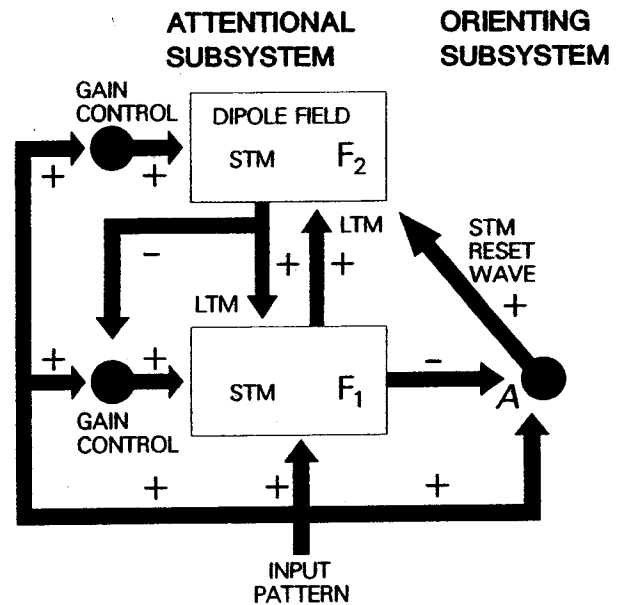 ATTENTIONAL
SUBSYSTEM
ORIENTING
SUBSYSTEM
GAIN
CONTROL
DIPOLE FIELD
STM F₂
+ +
LTM
STM
RESET
WAVE
-
+ +
+
LTM
+ +
STM F₁
-
A
GAIN
CONTROL
+ + +
INPUT
PATTERN